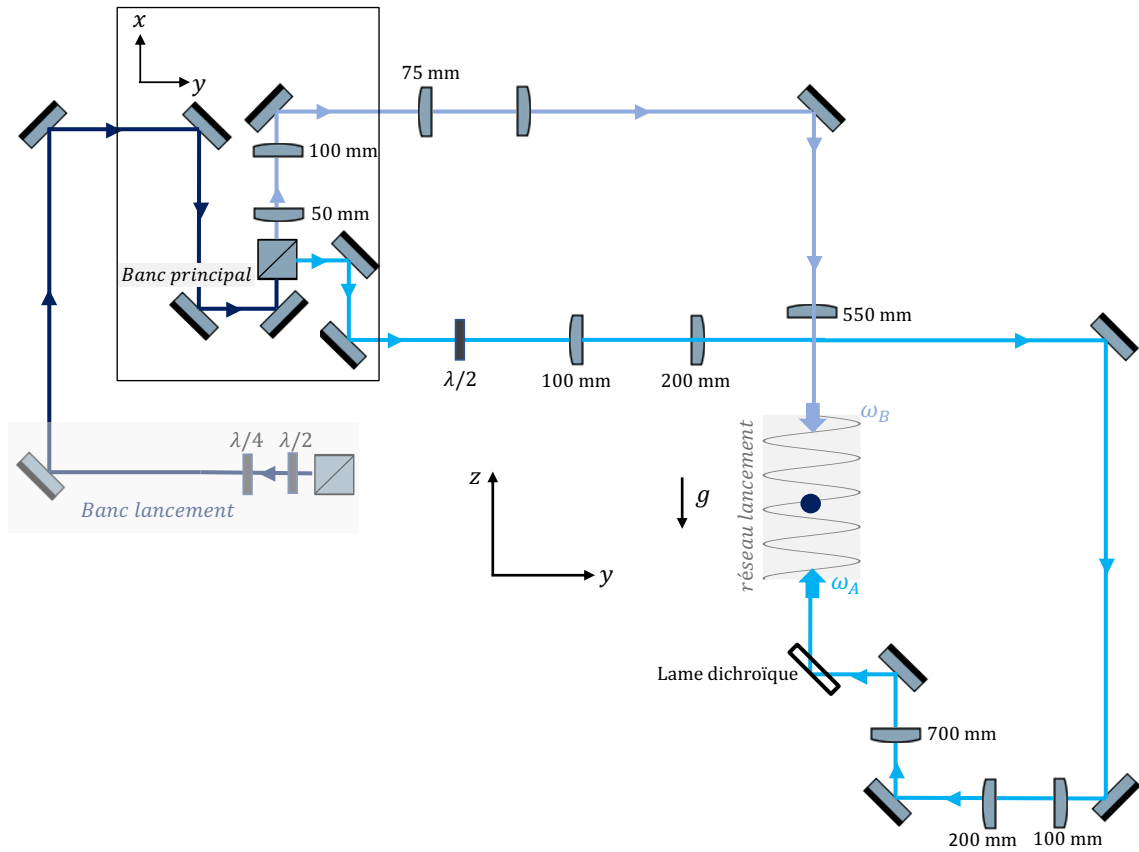 x
y
75 mm
100 mm
50 mm
Banc principal
550 mm
λ/2
100 mm
200 mm
ω_B
λ/4
λ/2
Banc lancement
z
g
y
réseau lancement
ω_A
Lame dichroïque
700 mm
200 mm
100 mm